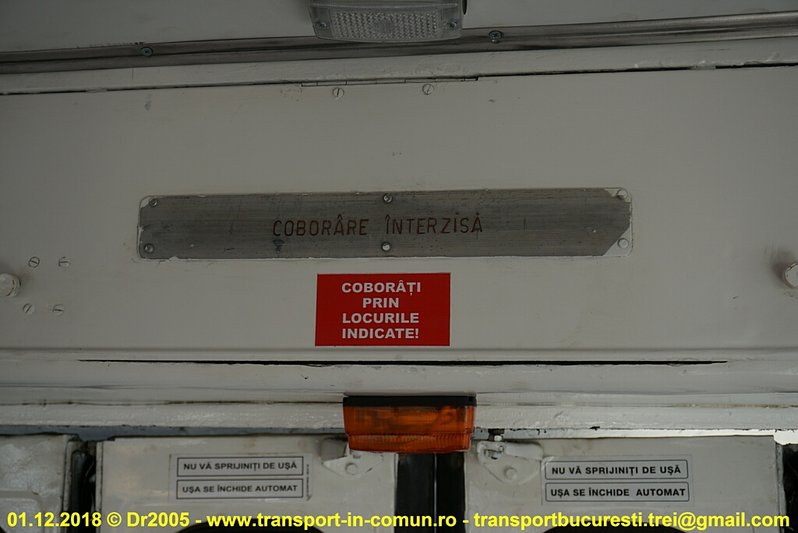 COBORÂRE ÎNTERZISĂ
COBORÂȚI
PRIN
LOCURILE
INDICATE!
NU VĂ SPRIJINIȚI DE UȘĂ
UȘA SE ÎNCHIDE AUTOMAT
NU VĂ SPRIJINIȚI DE UȘĂ
UȘA SE ÎNCHIDE AUTOMAT
01.12.2018 © Dr2005 - www.transport-in-comun.ro - transportbucuresti.trei@gmail.com